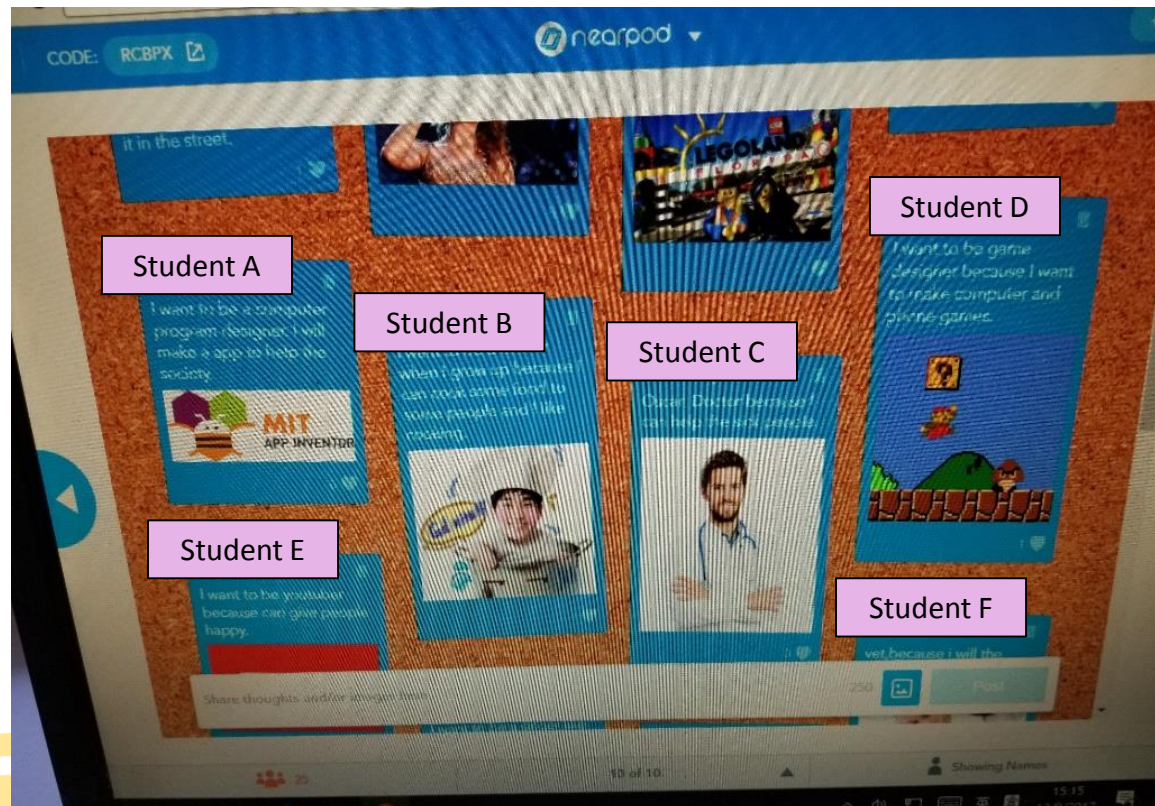 CODE: RCBPX
nearpod
it in the street.
LEGOLAND
FLORIDA
Student A
I want to be a computer
program designer. I will
make a app to help the
society.
MIT
APP INVENTOR
Student B
when i grow up because i
can cook some food to
some people and i like
cooking.
Student C
Oscar. Doctor because I
can help the sick people.
Student D
I want to be game
designer because I want
to make computer and
phone games.
?
1
Student E
I want to be youtuber
because can give people
happy.
Student F
yet,because i will the
Share thoughts and/or images here
250
Post
25
10 of 10
Showing Names
15:15